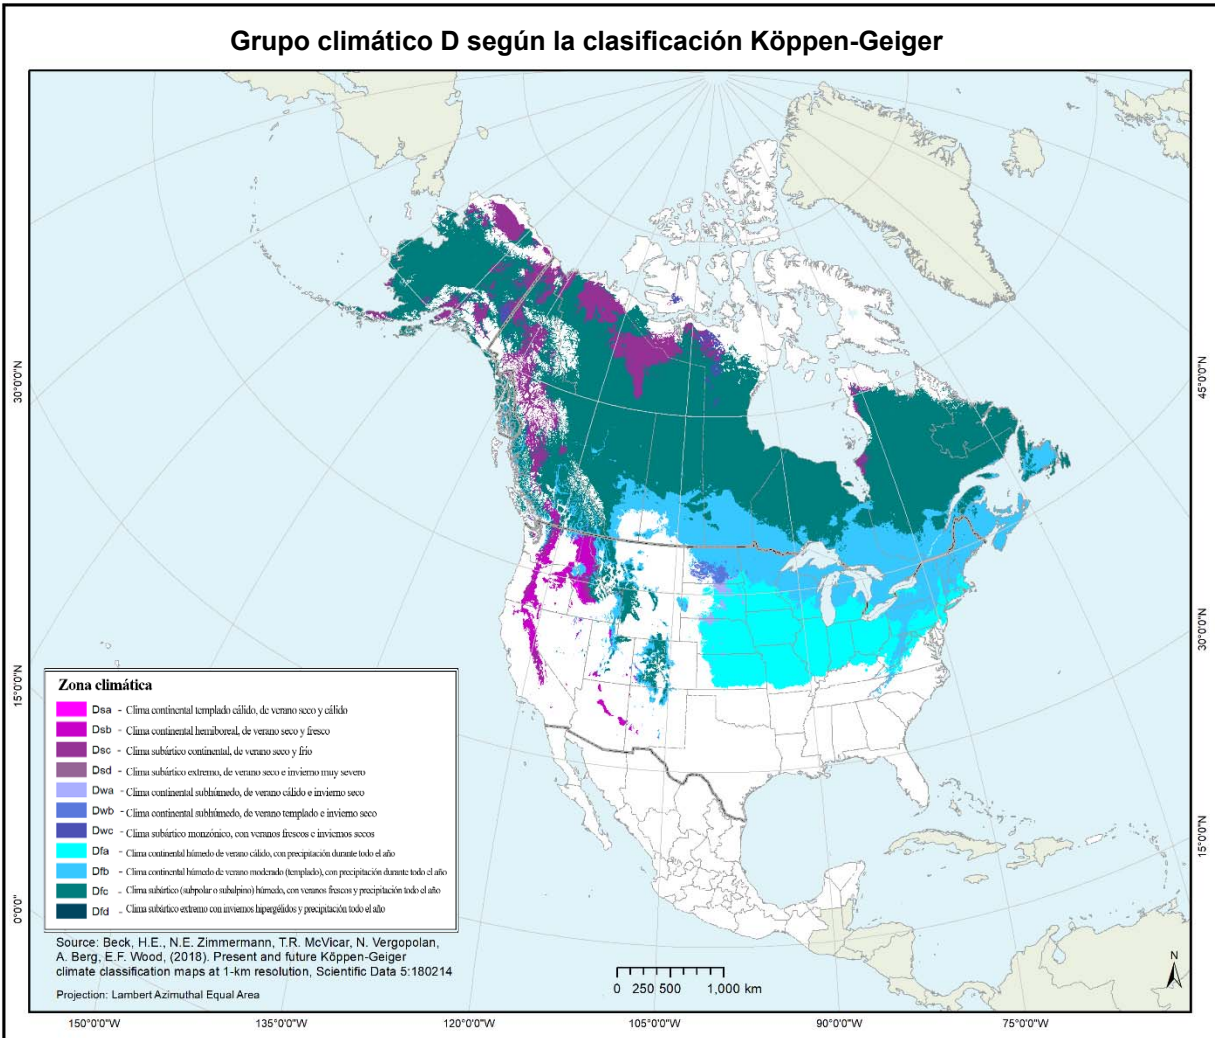 Grupo climático D según la clasificación Köppen-Geiger
30°0'0"N
15°0'0"N
0°0'0"
45°0'0"N
30°0'0"N
15°0'0"N
Zona climática
Dsa - Clima continental templado cálido, de verano seco y cálido
Dsb - Clima continental hemiboreal, de verano seco y fresco
Dsc - Clima subártico continental, de verano seco y frío
Dsd - Clima subártico extremo, de verano seco e invierno muy severo
Dwa - Clima continental subhúmedo, de verano cálido e invierno seco
Dwb - Clima continental subhúmedo, de verano templado e invierno seco
Dwc - Clima subártico monzónico, con veranos frescos e inviernos secos
Dfa - Clima continental húmedo de verano cálido, con precipitación durante todo el año
Dfb - Clima continental húmedo de verano moderado (templado), con precipitación durante todo el año
Dfc - Clima subártico (subpolar o subalpino) húmedo, con veranos frescos y precipitación todo el año
Dfd - Clima subártico extremo con inviernos hipergélidos y precipitación todo el año
Source: Beck, H.E., N.E. Zimmermann, T.R. McVicar, N. Vergopolan,
A. Berg, E.F. Wood, (2018). Present and future Köppen-Geiger
climate classification maps at 1-km resolution, Scientific Data 5:180214
Projection: Lambert Azimuthal Equal Area
0 250 500 1,000 km
N
150°0'0"W 135°0'0"W 120°0'0"W 105°0'0"W 90°0'0"W 75°0'0"W